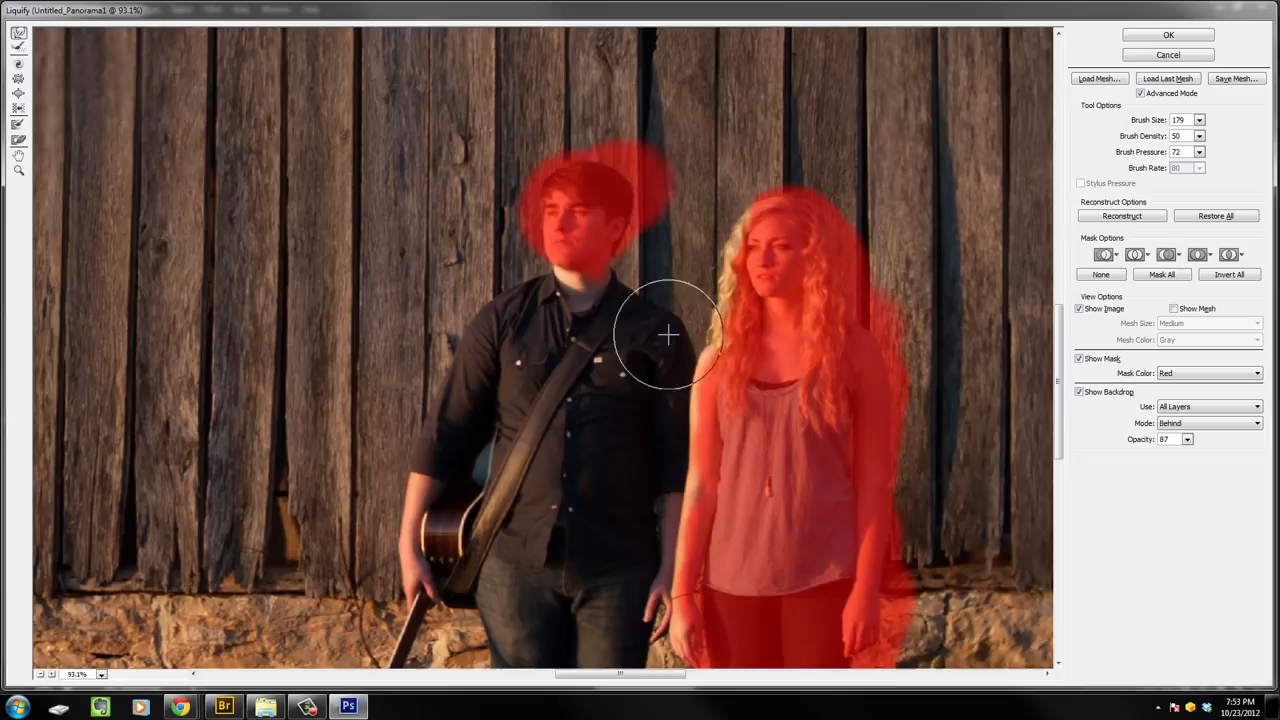 Liquify (Untitled_Panorama1 @ 93.1%)
OK
Cancel
Load Mesh...
Load Last Mesh
Save Mesh...
Advanced Mode
Tool Options
Brush Size: 179
Brush Density: 50
Brush Pressure: 72
Brush Rate: 80
Stylus Pressure
Reconstruct Options
Reconstruct
Restore All
Mask Options
None
Mask All
Invert All
View Options
Show Image
Show Mesh
Mesh Size: Medium
Mesh Color: Gray
Show Mask
Mask Color: Red
Show Backdrop
Use: All Layers
Mode: Behind
Opacity: 87
93.1%
Br
Ps
7:53 PM
10/23/2012